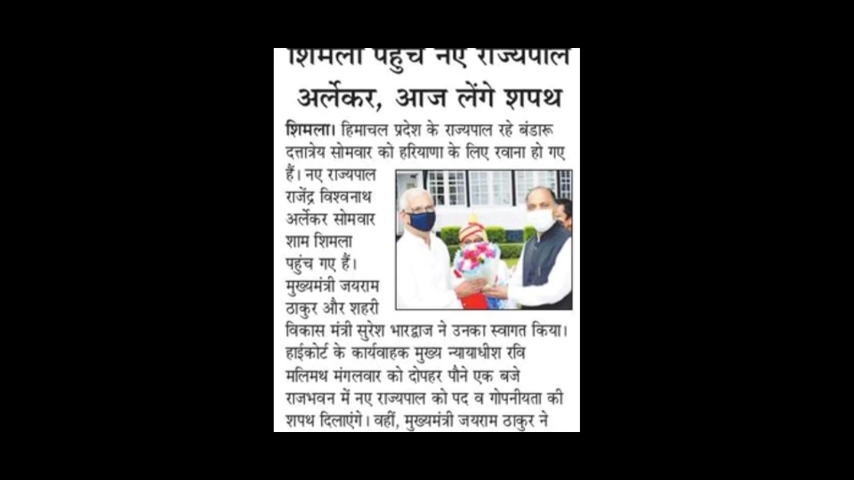 शिमला पहुंचे नए राज्यपाल
अर्लेकर, आज लेंगे शपथ
शिमला। हिमाचल प्रदेश के राज्यपाल रहे बंडारू
दत्तात्रेय सोमवार को हरियाणा के लिए रवाना हो गए
हैं। नए राज्यपाल
राजेंद्र विश्वनाथ
अर्लेकर सोमवार
शाम शिमला
पहुंच गए हैं।
मुख्यमंत्री जयराम
ठाकुर और शहरी
विकास मंत्री सुरेश भारद्वाज ने उनका स्वागत किया।
हाईकोर्ट के कार्यवाहक मुख्य न्यायाधीश रवि
मलिमथ मंगलवार को दोपहर पौने एक बजे
राजभवन में नए राज्यपाल को पद व गोपनीयता की
शपथ दिलाएंगे। वहीं, मुख्यमंत्री जयराम ठाकुर ने